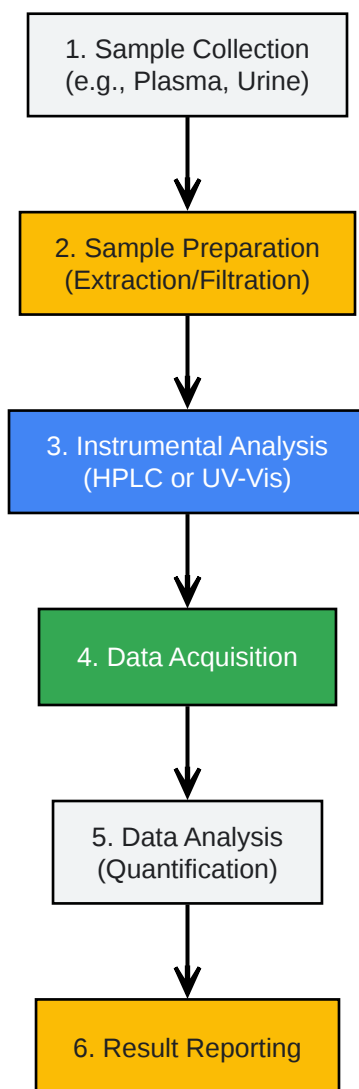 1. Sample Collection
(e.g., Plasma, Urine)
2. Sample Preparation
(Extraction/Filtration)
3. Instrumental Analysis
(HPLC or UV-Vis)
4. Data Acquisition
5. Data Analysis
(Quantification)
6. Result Reporting